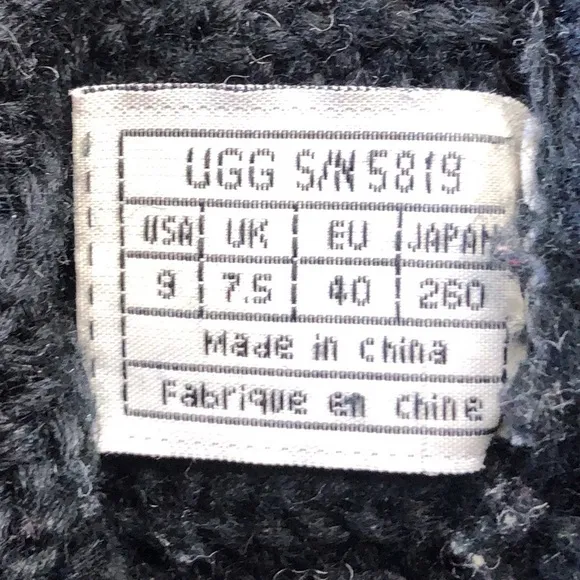 UGG S/N 5819
USA UK EU JAPAN
9 7.5 40 260
Made in China
Fabrique en chine